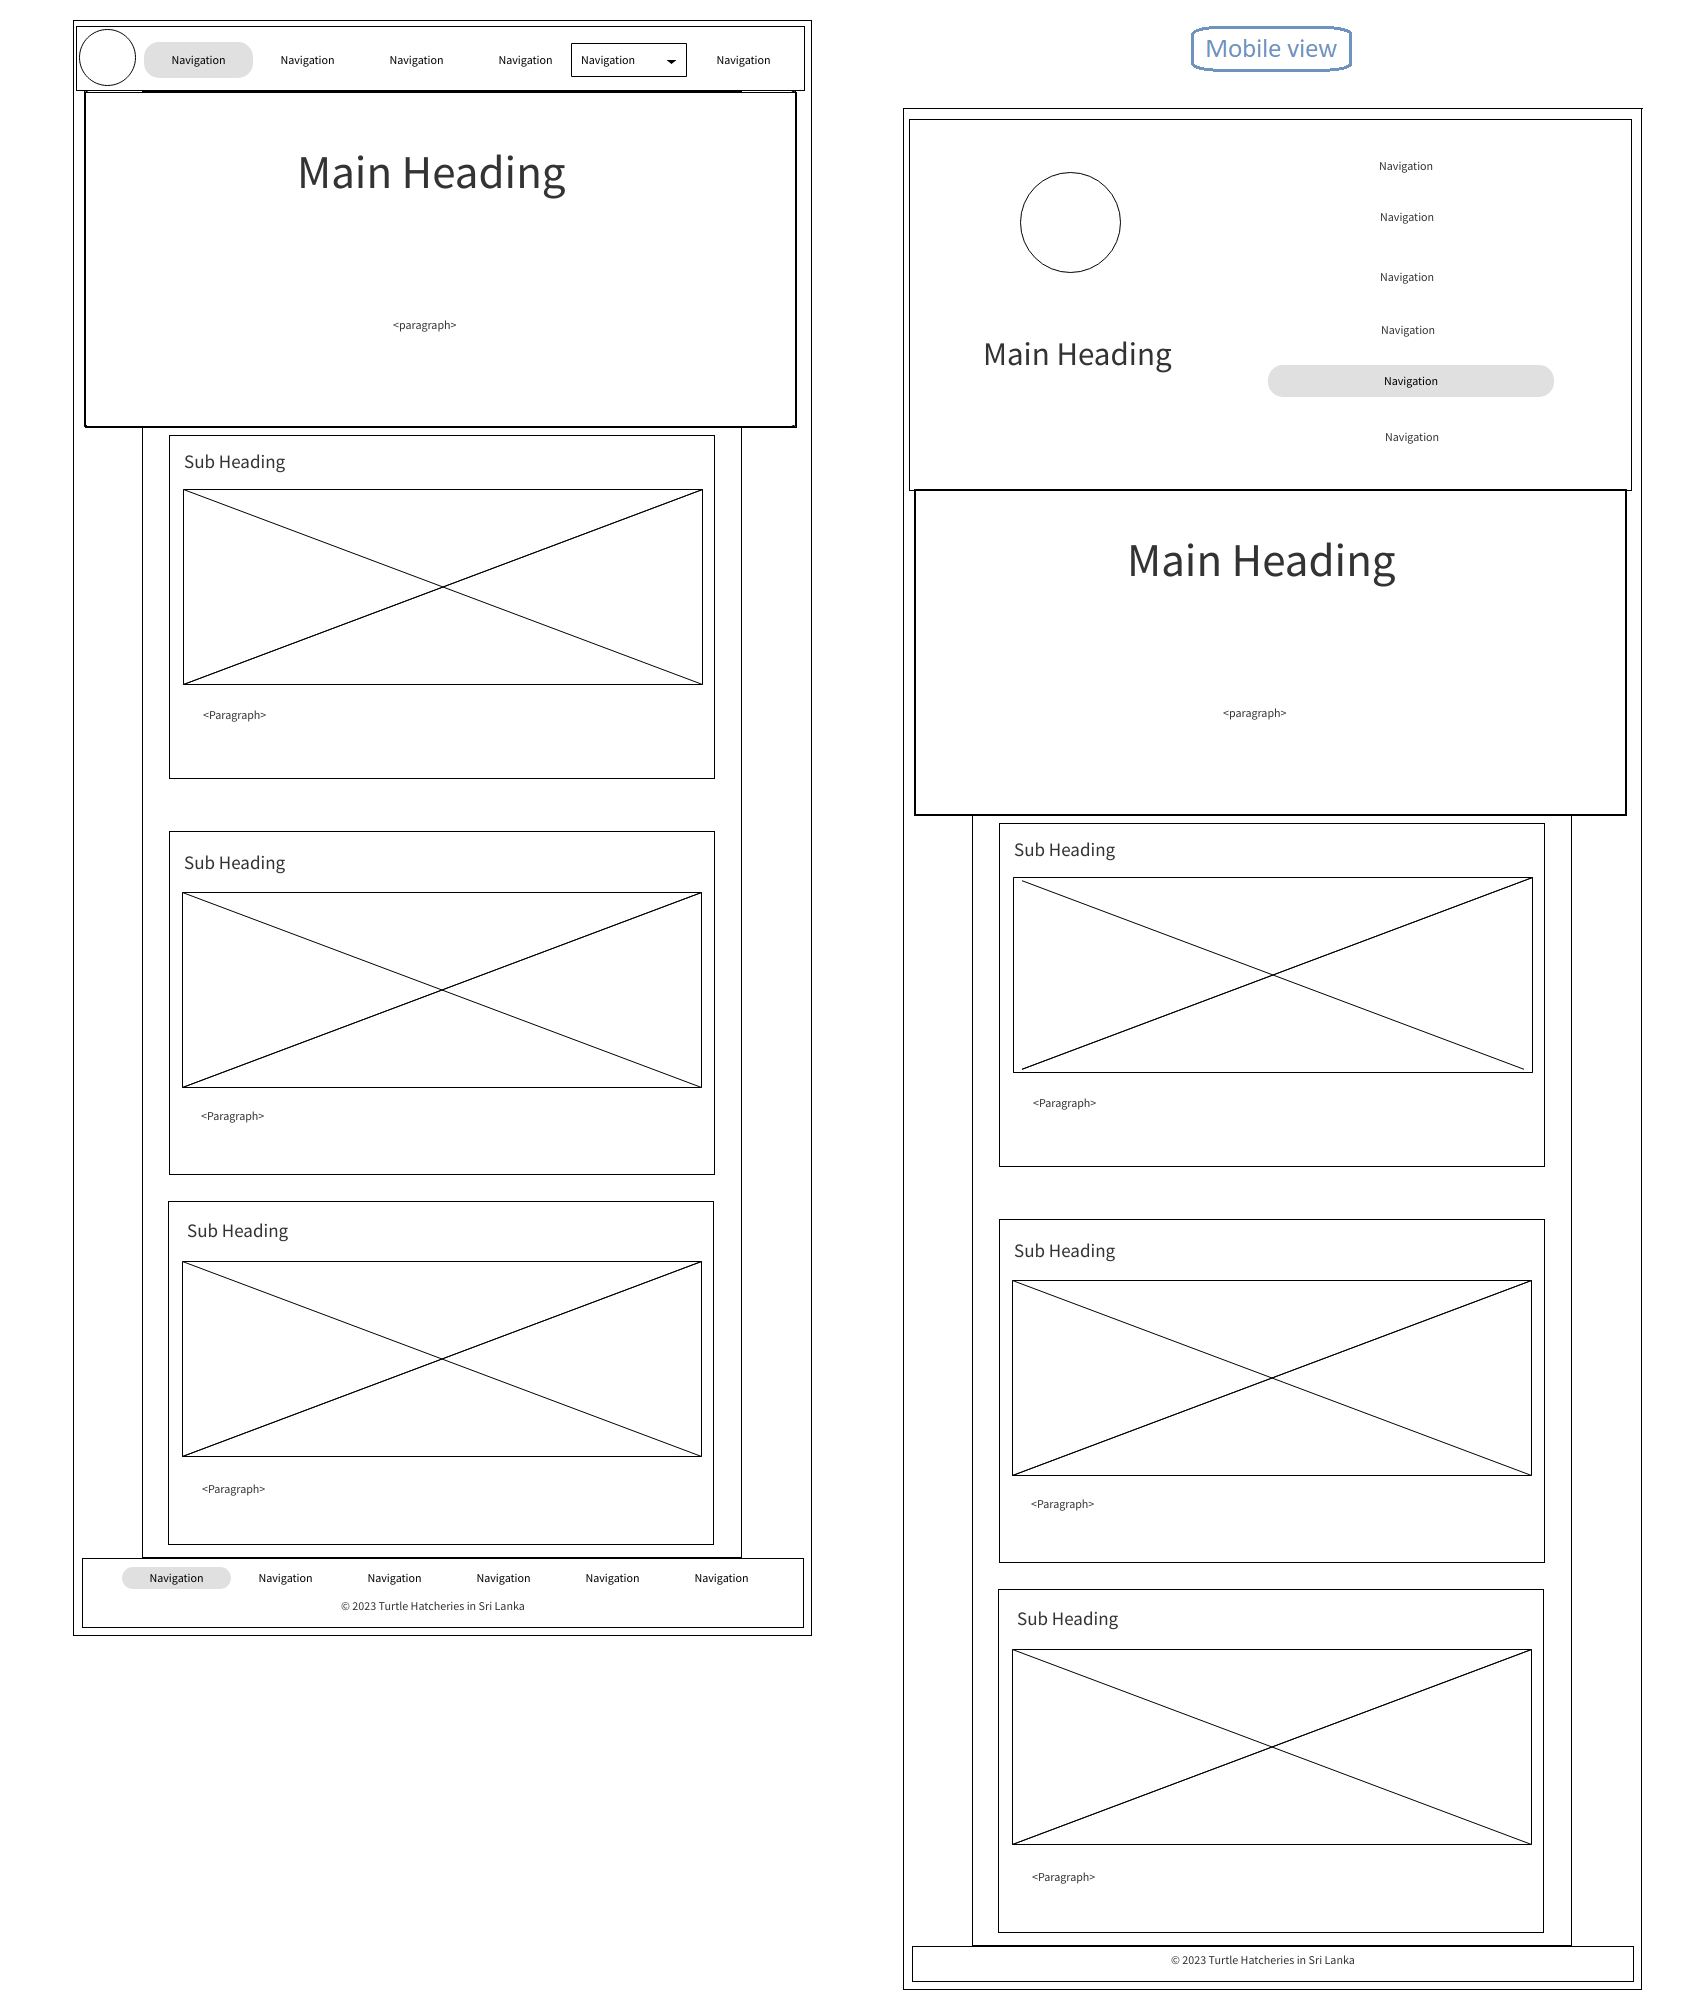 Navigation Navigation Navigation Navigation Navigation Navigation
Main Heading
<paragraph>
Sub Heading
<Paragraph>
Sub Heading
<Paragraph>
Sub Heading
<Paragraph>
Navigation Navigation Navigation Navigation Navigation Navigation
© 2023 Turtle Hatcheries in Sri Lanka
Mobile view
Main Heading
Navigation
Navigation
Navigation
Navigation
Navigation
Navigation
Main Heading
<paragraph>
Sub Heading
<Paragraph>
Sub Heading
<Paragraph>
Sub Heading
<Paragraph>
© 2023 Turtle Hatcheries in Sri Lanka